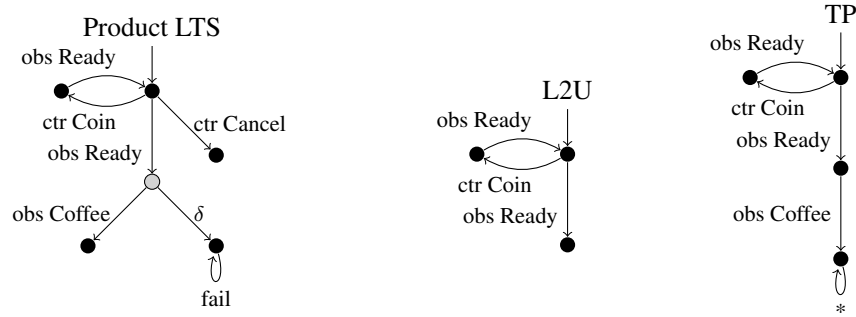 Product LTS
obs Ready
ctr Coin
ctr Cancel
obs Ready
obs Coffee
δ
fail
L2U
obs Ready
ctr Coin
obs Ready
TP
obs Ready
ctr Coin
obs Ready
obs Coffee
*